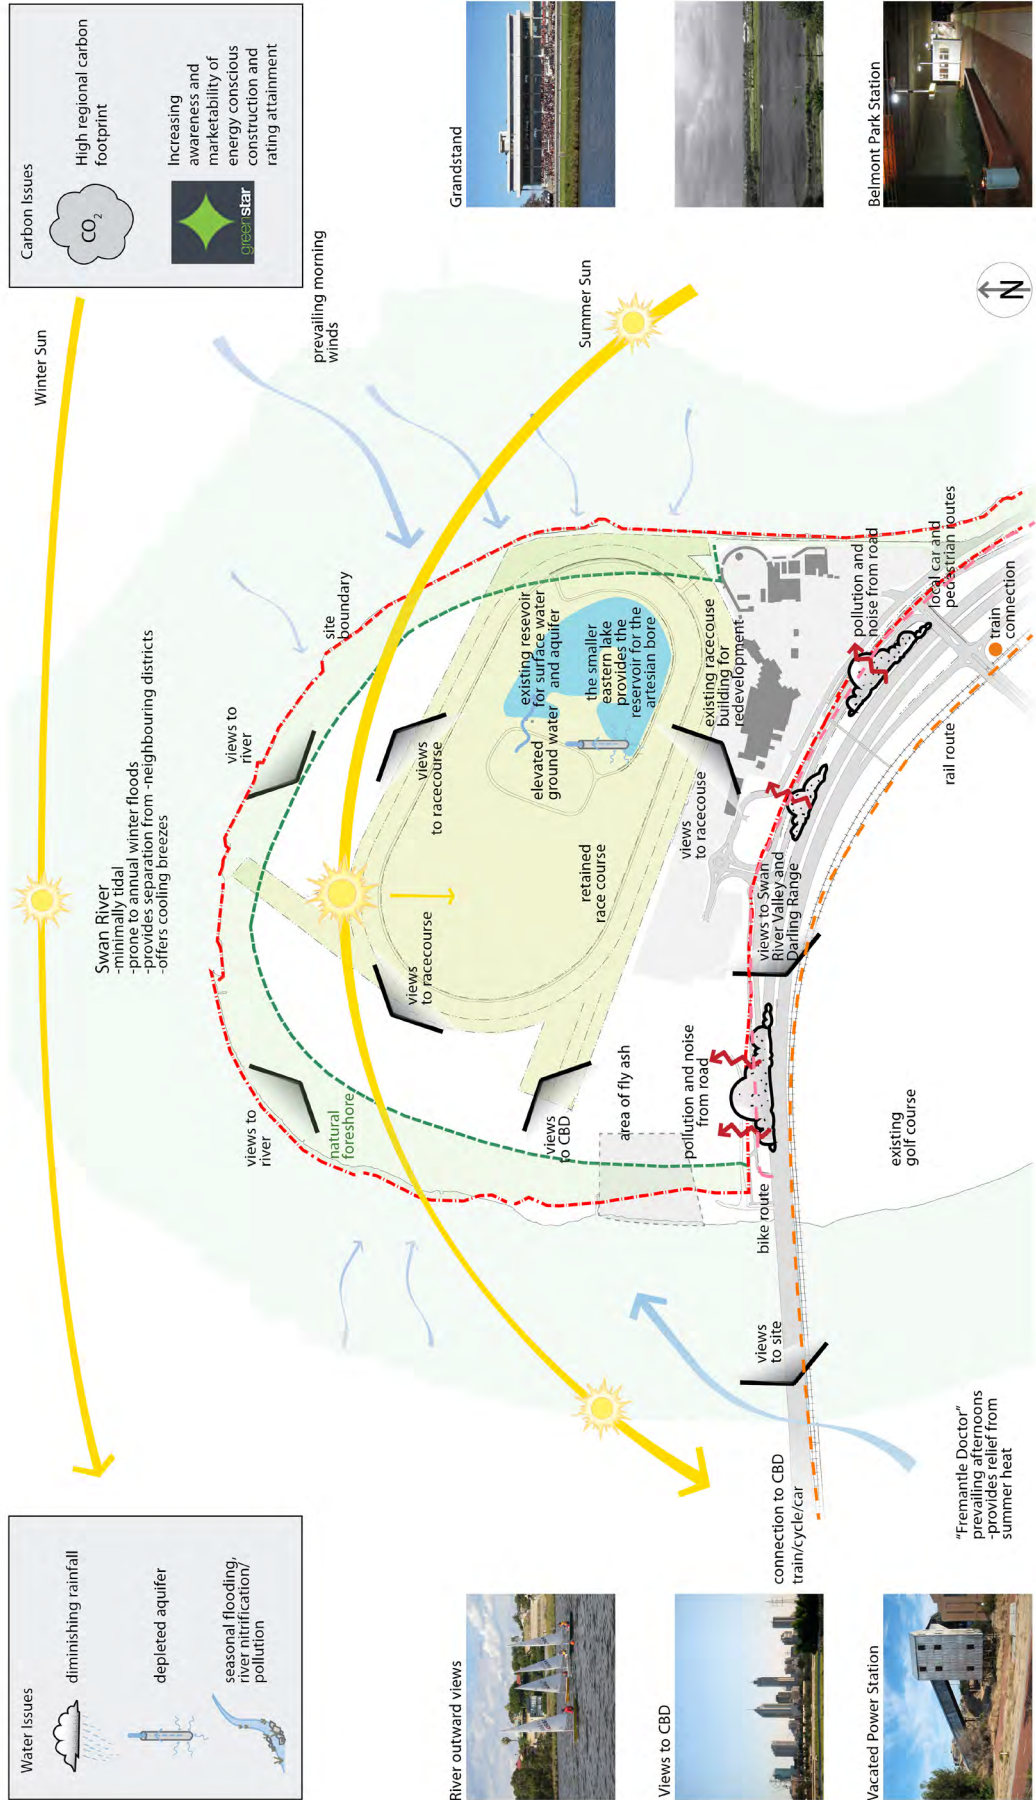 Water Issues
diminishing rainfall
depleted aquifer
seasonal flooding,
river nitrification/
pollution
Winter Sun
Carbon Issues
CO2
High regional carbon
footprint
greenstar
Increasing
awareness and
marketability of
energy conscious
construction and
rating attainment
Swan River
-minimally tidal
-prone to annual winter floods
-provides separation from -neighbouring districts
-offers cooling breezes
prevailing morning
winds
Summer Sun
site
boundary
views to
river
views to
river
natural
foreshore
views
to racecourse
views
to racecourse
views
to CBD
area of fly ash
retained
race course
elevated
ground water
existing resevoir
for surface water
and aquifer
the smaller
eastern lake
provides the
reservoir for the
artesian bore
views
to racecouse
existing racecouse
building for
redevelopment
pollution and noise
from road
views to Swan
River Valley and
Darling Range
pollution and
noise from road
local car and
pedestrian routes
train
connection
rail route
bike route
existing
golf course
views
to site
connection to CBD
train/cycle/car
"Fremantle Doctor"
prevailing afternoons
-provides relief from
summer heat
N
River outward views
Views to CBD
Vacated Power Station
Grandstand
Belmont Park Station